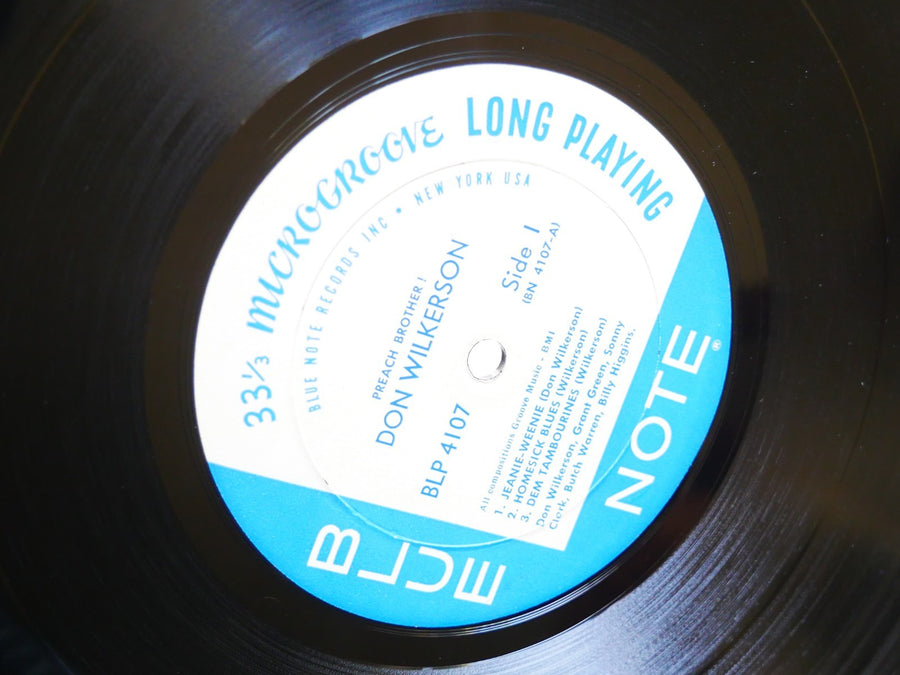 33⅓ MICROGROOVE LONG PLAYING
BLUE NOTE RECORDS INC • NEW YORK USA
PREACH BROTHER!
DON WILKERSON
BLP 4107
Side 1
(BN 4107-A)
All compositions Groove Music - BMI
1. JEANIE-WEENIE (Don Wilkerson)
2. HOMESICK BLUES (Wilkerson)
3. DEM TAMBOURINES (Wilkerson)
Don Wilkerson, Grant Green, Sonny
Clark, Butch Warren, Billy Higgins.
BLUE
NOTE®